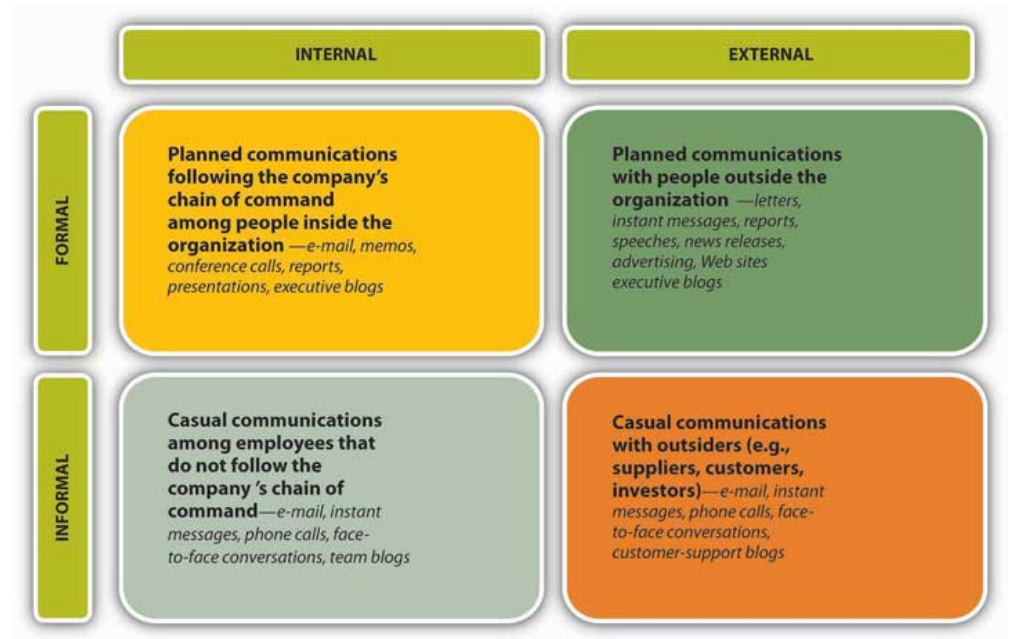 INTERNAL
EXTERNAL
FORMAL
Planned communications
following the company's
chain of command
among people inside the
organization —e-mail, memos,
conference calls, reports,
presentations, executive blogs
Planned communications
with people outside the
organization —letters,
instant messages, reports,
speeches, news releases,
advertising, Web sites
executive blogs
INFORMAL
Casual communications
among employees that
do not follow the
company 's chain of
command—e-mail, instant
messages, phone calls, face-
to-face conversations, team blogs
Casual communications
with outsiders (e.g.,
suppliers, customers,
investors)—e-mail, instant
messages, phone calls, face-
to-face conversations,
customer-support blogs